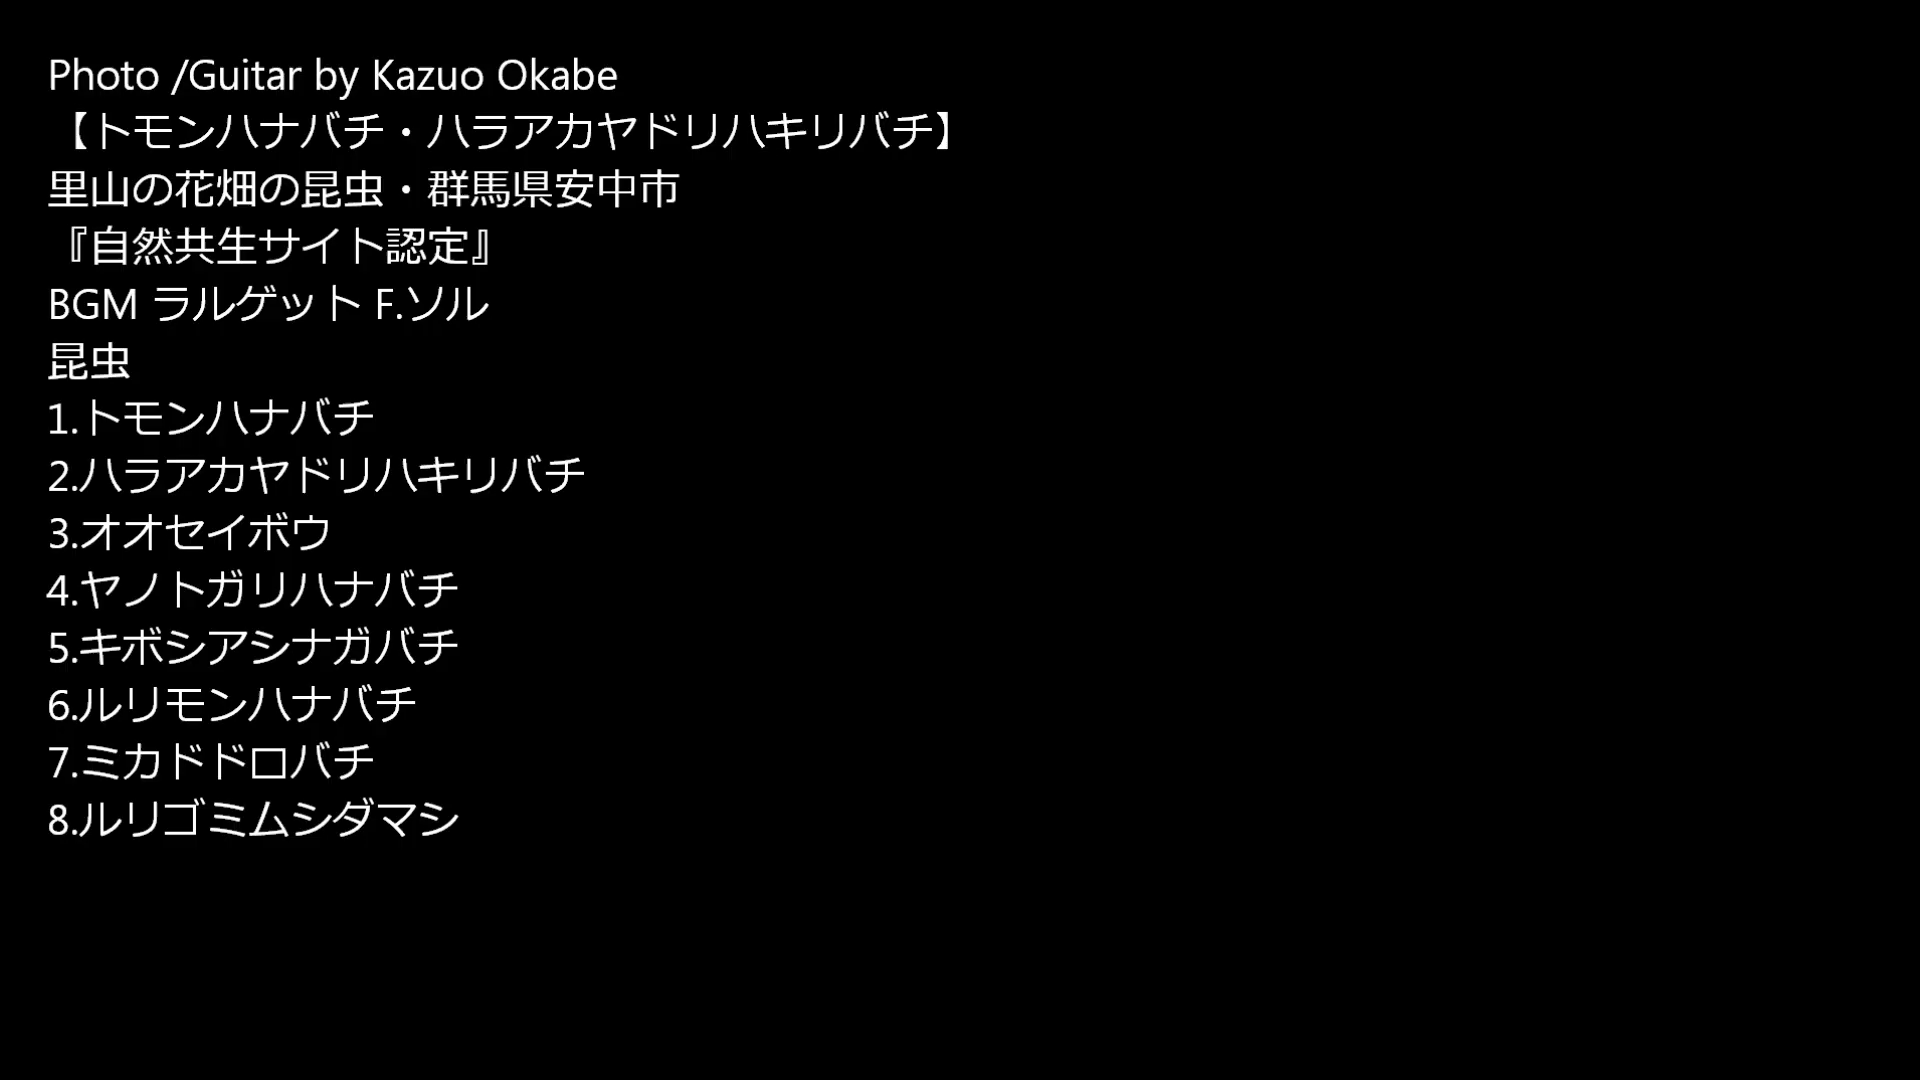 Photo /Guitar by Kazuo Okabe
【トモンハナバチ・ハラアカヤドリハキリバチ】
里山の花畑の昆虫・群馬県安中市
『自然共生サイト認定』
BGM ラルゲット F.ソル
昆虫
1.トモンハナバチ
2.ハラアカヤドリハキリバチ
3.オオセイボウ
4.ヤノトガリハナバチ
5.キボシアシナガバチ
6.ルリモンハナバチ
7.ミカドドロバチ
8.ルリゴミムシダマシ